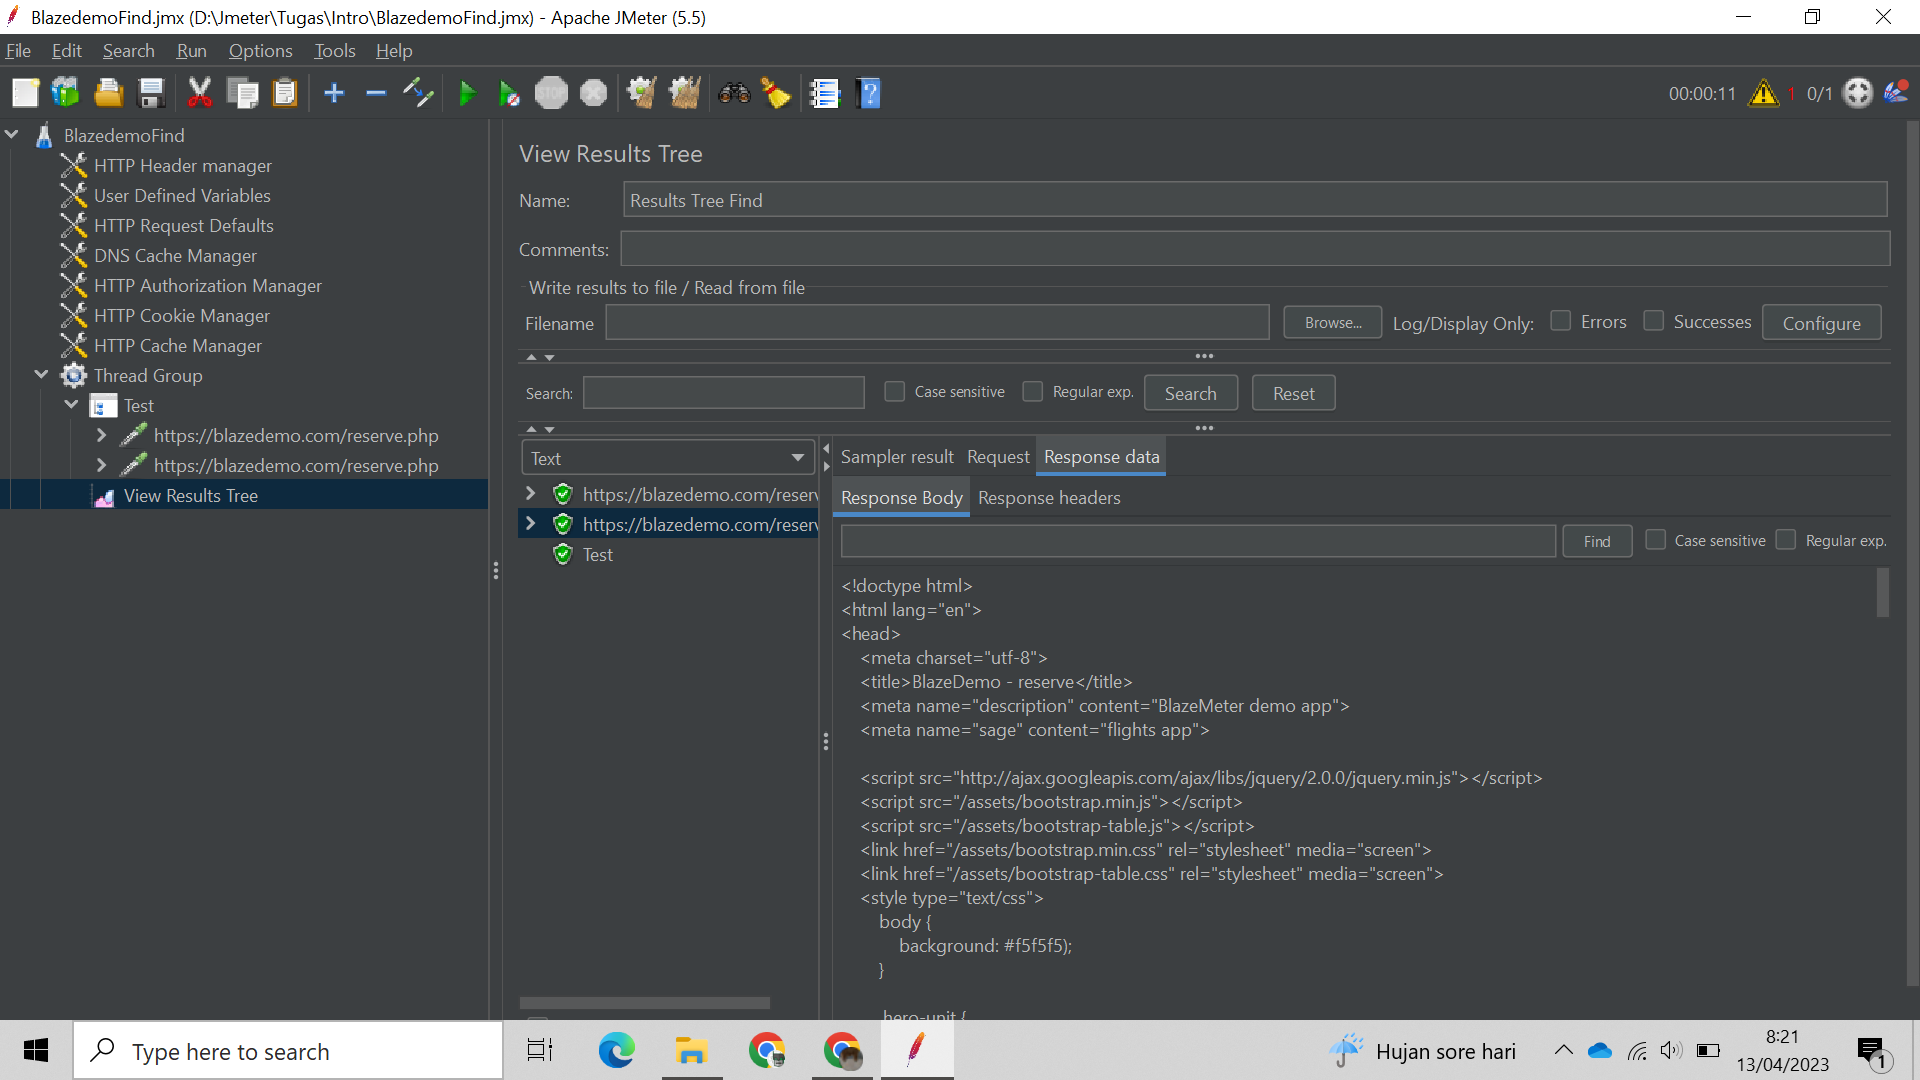 BlazedemoFind.jmx (D:\Jmeter\Tugas\Intro\BlazedemoFind.jmx) - Apache JMeter (5.5)
File Edit Search Run Options Tools Help
STOP
00:00:11 1 0/1
BlazedemoFind
HTTP Header manager
User Defined Variables
HTTP Request Defaults
DNS Cache Manager
HTTP Authorization Manager
HTTP Cookie Manager
HTTP Cache Manager
Thread Group
Test
https://blazedemo.com/reserve.php
https://blazedemo.com/reserve.php
View Results Tree
View Results Tree
Name: Results Tree Find
Comments:
Write results to file / Read from file
Filename Browse... Log/Display Only: Errors Successes Configure
Search: Case sensitive Regular exp. Search Reset
Text
https://blazedemo.com/reserv
https://blazedemo.com/reserv
Test
Sampler result Request Response data
Response Body Response headers
Find Case sensitive Regular exp.
<!doctype html>
<html lang="en">
<head>
<meta charset="utf-8">
<title>BlazeDemo - reserve</title>
<meta name="description" content="BlazeMeter demo app">
<meta name="sage" content="flights app">
<script src="http://ajax.googleapis.com/ajax/libs/jquery/2.0.0/jquery.min.js"></script>
<script src="/assets/bootstrap.min.js"></script>
<script src="/assets/bootstrap-table.js"></script>
<link href="/assets/bootstrap.min.css" rel="stylesheet" media="screen">
<link href="/assets/bootstrap-table.css" rel="stylesheet" media="screen">
<style type="text/css">
body {
background: #f5f5f5);
}
.hero-unit {
Type here to search
Hujan sore hari
8:21
13/04/2023
1